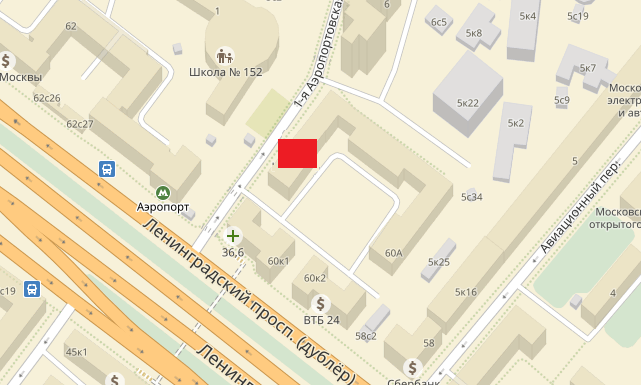 1
6
6с5
5к4
5с19
62
5к8
Школа № 152
1-я Аэропортовская
5к7
$
Москвы
Моско
электр
и авт
62с26
5к22
5с9
62с27
5к2
5
М
Аэропорт
5с34
Авиационный пер.
Московс
открытого
36,6
60А
60к1
5к25
Ленинградский просп. (дублёр)
60к2
5к16
4
с19
$
ВТБ 24
58с2
58
45к1
Ленинг
$
Сбербанк
$